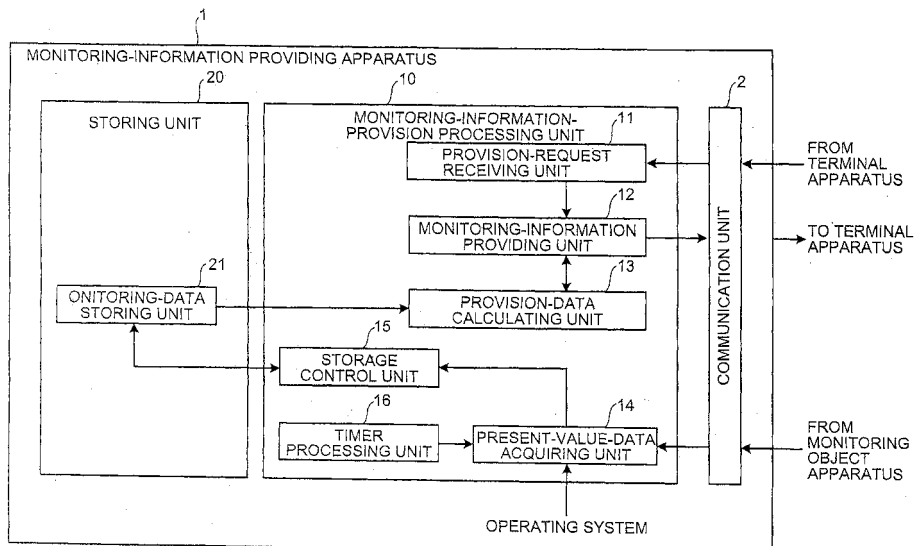 1
MONITORING-INFORMATION PROVIDING APPARATUS
20
STORING UNIT
10
MONITORING-INFORMATION-
PROVISION PROCESSING UNIT
2
11
PROVISION-REQUEST
RECEIVING UNIT
FROM
TERMINAL
APPARATUS
12
MONITORING-INFORMATION
PROVIDING UNIT
TO TERMINAL
APPARATUS
21
ONITORING-DATA
STORING UNIT
13
PROVISION-DATA
CALCULATING UNIT
COMMUNICATION UNIT
15
STORAGE
CONTROL UNIT
16
TIMER
PROCESSING UNIT
14
PRESENT-VALUE-DATA
ACQUIRING UNIT
FROM
MONITORING
OBJECT
APPARATUS
OPERATING SYSTEM